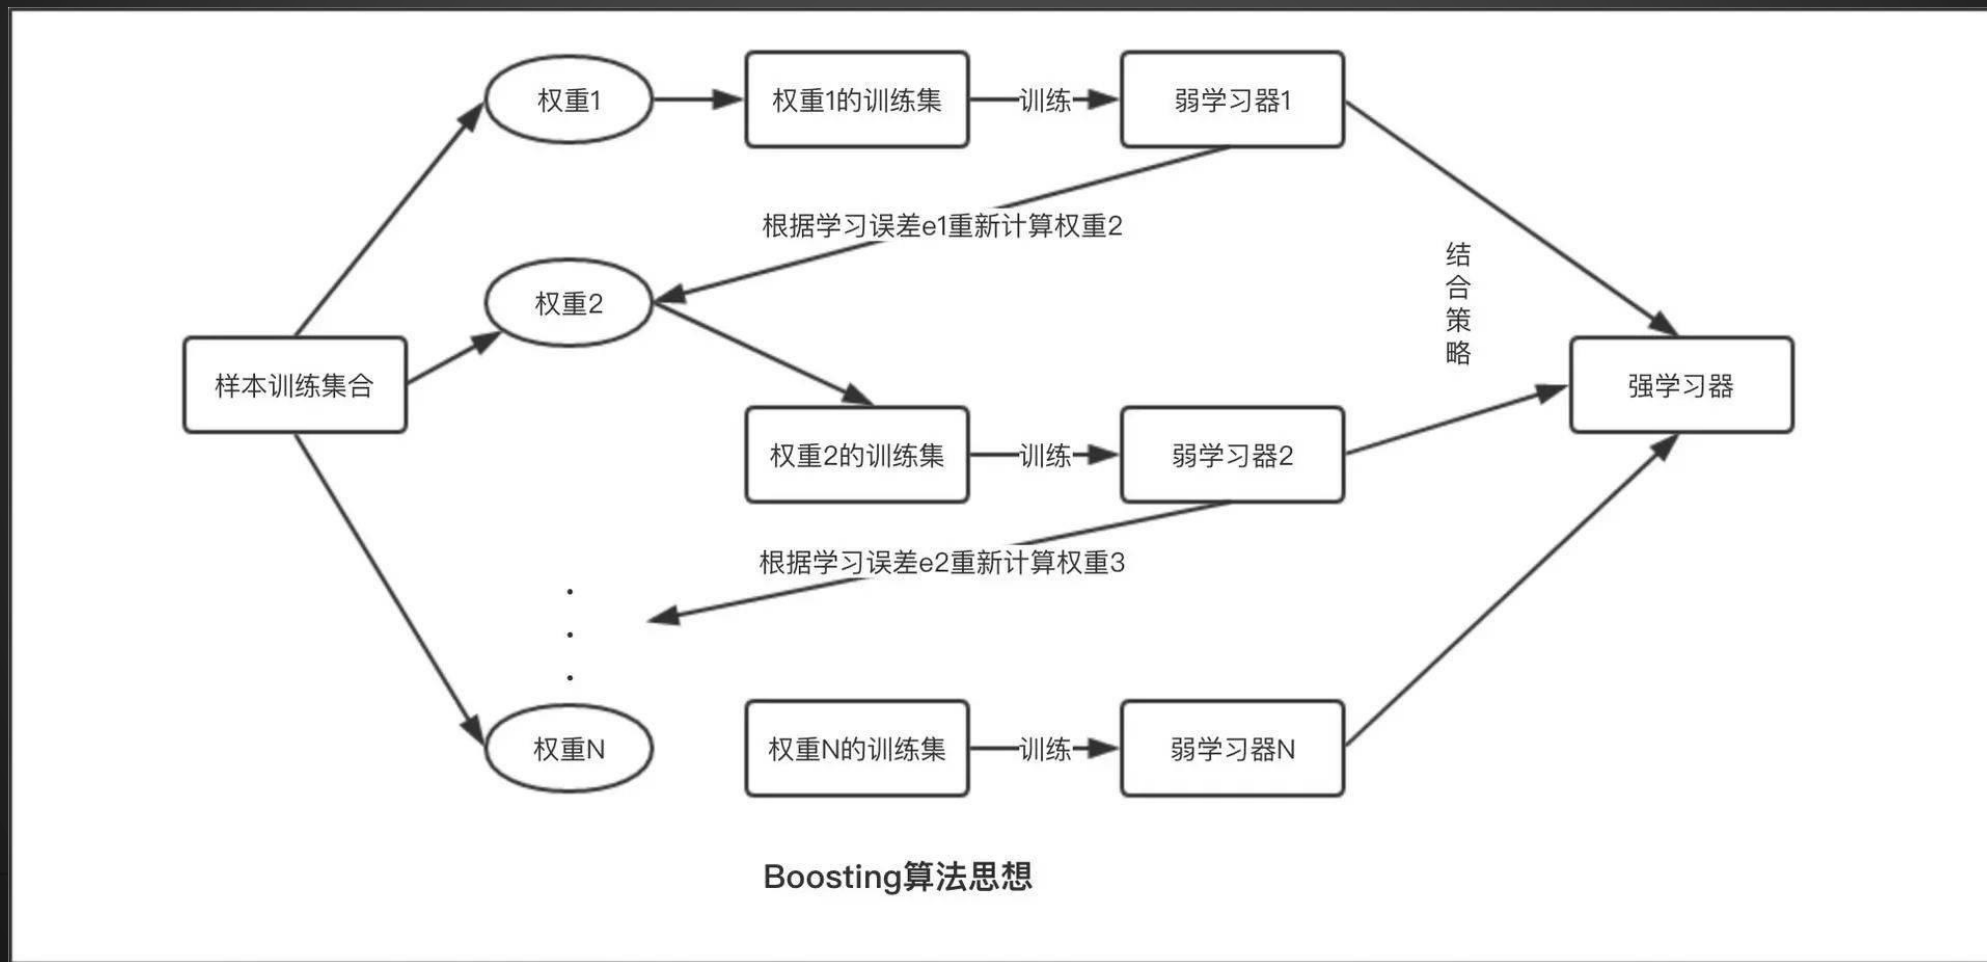 权重1
权重1的训练集
训练
弱学习器1
根据学习误差e1重新计算权重2
权重2
结合策略
样本训练集合
强学习器
权重2的训练集
训练
弱学习器2
根据学习误差e2重新计算权重3
权重N
权重N的训练集
训练
弱学习器N
Boosting算法思想